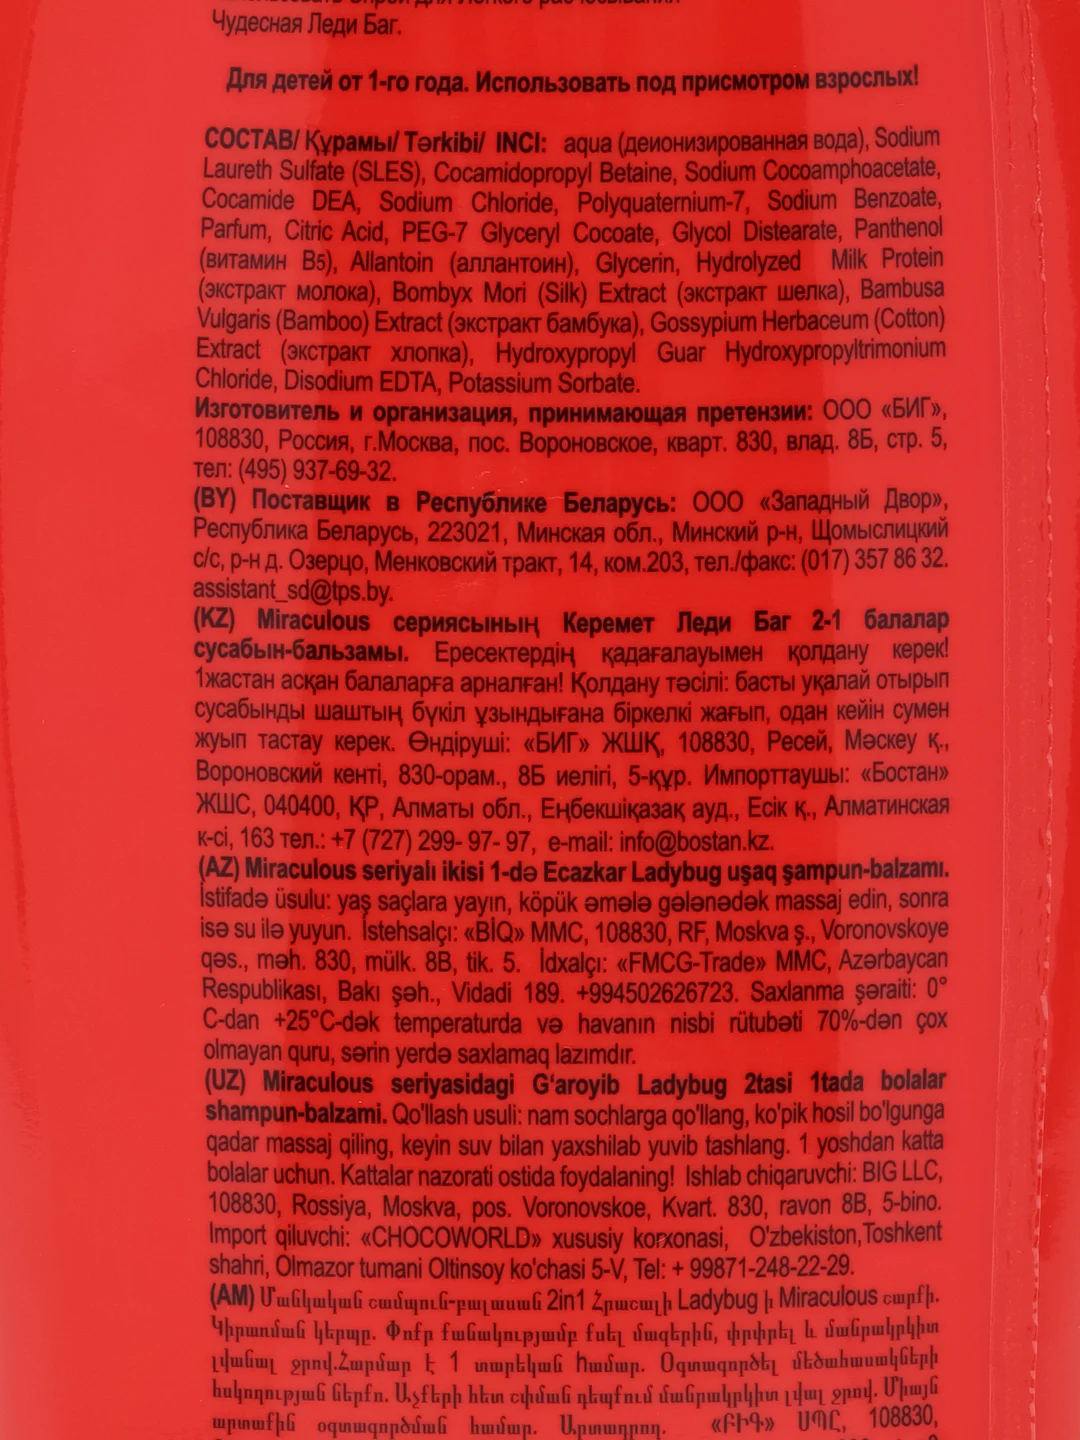 Чудесная Леди Баг.
Для детей от 1-го года. Использовать под присмотром взрослых!
СОСТАВ/ Құрамы/ Tərkibi/ INCI: aqua (деионизированная вода), Sodium
Laureth Sulfate (SLES), Cocamidopropyl Betaine, Sodium Cocoamphoacetate,
Cocamide DEA, Sodium Chloride, Polyquaternium-7, Sodium Benzoate,
Parfum, Citric Acid, PEG-7 Glyceryl Cocoate, Glycol Distearate, Panthenol
(витамин B5), Allantoin (аллантоин), Glycerin, Hydrolyzed Milk Protein
(экстракт молока), Bombyx Mori (Silk) Extract (экстракт шелка), Bambusa
Vulgaris (Bamboo) Extract (экстракт бамбука), Gossypium Herbaceum (Cotton)
Extract (экстракт хлопка), Hydroxypropyl Guar Hydroxypropyltrimonium
Chloride, Disodium EDTA, Potassium Sorbate.
Изготовитель и организация, принимающая претензии: ООО «БИГ»,
108830, Россия, г.Москва, пос. Вороновское, кварт. 830, влад. 8Б, стр. 5,
тел: (495) 937-69-32.
(BY) Поставщик в Республике Беларусь: ООО «Западный Двор»,
Республика Беларусь, 223021, Минская обл., Минский р-н, Щомыслицкий
с/с, р-н д. Озерцо, Менковский тракт, 14, ком.203, тел./факс: (017) 357 86 32.
assistant_sd@tps.by.
(KZ) Miraculous сериясының Керемет Леди Баг 2-1 балалар
сусабын-бальзамы. Ересектердің қадағалауымен қолдану керек!
1жастан асқан балаларға арналған! Қолдану тәсілі: басты уқалай отырып
сусабынды шаштың бүкіл ұзындығана біркелкі жағып, одан кейін сумен
жуып тастау керек. Өндіруші: «БИГ» ЖШҚ, 108830, Ресей, Мәскеу қ.,
Вороновский кенті, 830-орам., 8Б иелігі, 5-құр. Импорттаушы: «Бостан»
ЖШС, 040400, ҚР, Алматы обл., Еңбекшіқазақ ауд., Есік қ., Алматинская
к-сі, 163 тел.: +7 (727) 299- 97- 97, e-mail: info@bostan.kz.
(AZ) Miraculous seriyalı ikisi 1-də Ecazkar Ladybug uşaq şampun-balzamı.
İstifadə üsulu: yaş saçlara yayın, köpük əmələ gələnədək massaj edin, sonra
isə su ilə yuyun. İstehsalçı: «BİQ» MMC, 108830, RF, Moskva ş., Voronovskoye
qəs., məh. 830, mülk. 8B, tik. 5. İdxalçı: «FMCG-Trade» MMC, Azərbaycan
Respublikası, Bakı şəh., Vidadi 189. +994502626723. Saxlanma şəraiti: 0°
C-dan +25°C-dək temperaturda və havanın nisbi rütubəti 70%-dən çox
olmayan quru, sərin yerdə saxlamaq lazımdır.
(UZ) Miraculous seriyasidagi G‘aroyib Ladybug 2tasi 1tada bolalar
shampun-balzami. Qo'llash usuli: nam sochlarga qo'llang, ko'pik hosil bo'lgunga
qadar massaj qiling, keyin suv bilan yaxshilab yuvib tashlang. 1 yoshdan katta
bolalar uchun. Kattalar nazorati ostida foydalaning! Ishlab chiqaruvchi: BIG LLC,
108830, Rossiya, Moskva, pos. Voronovskoe, Kvart. 830, ravon 8B, 5-bino.
Import qiluvchi: «CHOCOWORLD» xususiy korxonasi, O'zbekiston,Toshkent
shahri, Olmazor tumani Oltinsoy ko'chasi 5-V, Tel: + 99871-248-22-29.
(AM) Մանկական շամպուն-բալասան 2in1 Հրաշալի Ladybug ի Miraculous շարքի.
Կիրառման կերպը. Փոքր քանակությամբ քսել մազերին, փրփրել և մանրակրկիտ
լվանալ ջրով.Հարմար է 1 տարեկան համար. Օգտագործել մեծահասակների
հսկողության ներքո. Աչքերի հետ շփման դեպքում մանրակրկիտ լվալ ջրով. Միայն
արտաքին օգտագործման համար. Արտադրող. «ԲԻԳ» ՍՊԸ, 108830,